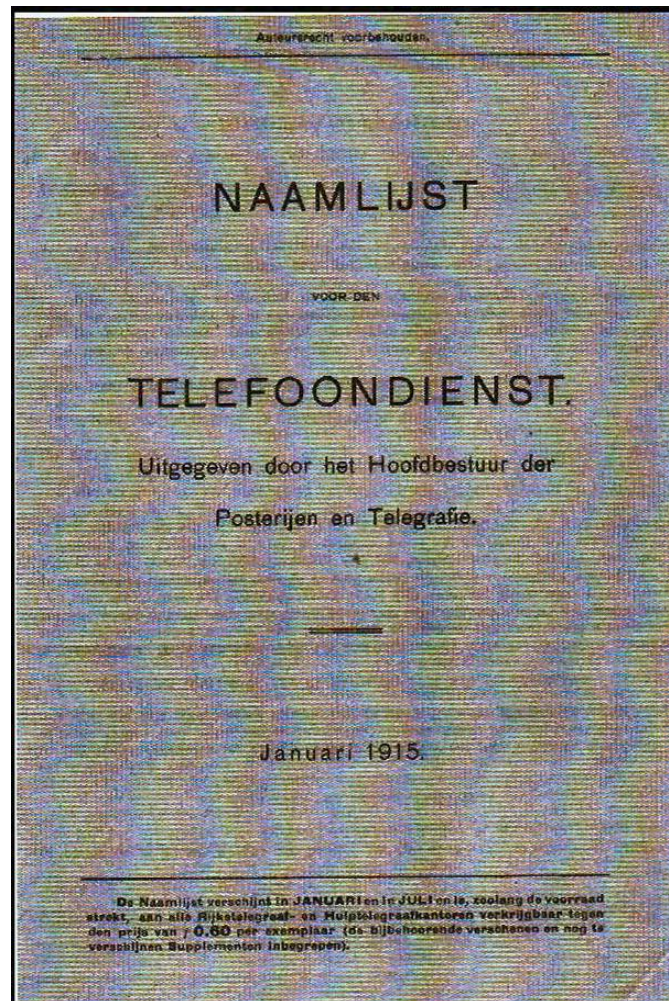 Auteursrecht voorbehouden.
NAAMLIJST
VOOR DEN
TELEFOONDIENST.
Uitgegeven door het Hoofdbestuur der
Posterijen en Telegrafie.
Januari 1915.
De Naamlijst verschijnt in JANUARI en in JULI en is, zoolang de voorraad
strekt, aan alle Rijkstelegraaf- en Hulptelegraafkantoren verkrijgbaar tegen
den prijs van ƒ 0.60 per exemplaar (de bijbehoorende verschenen en nog te
verschijnen Supplementen inbegrepen).